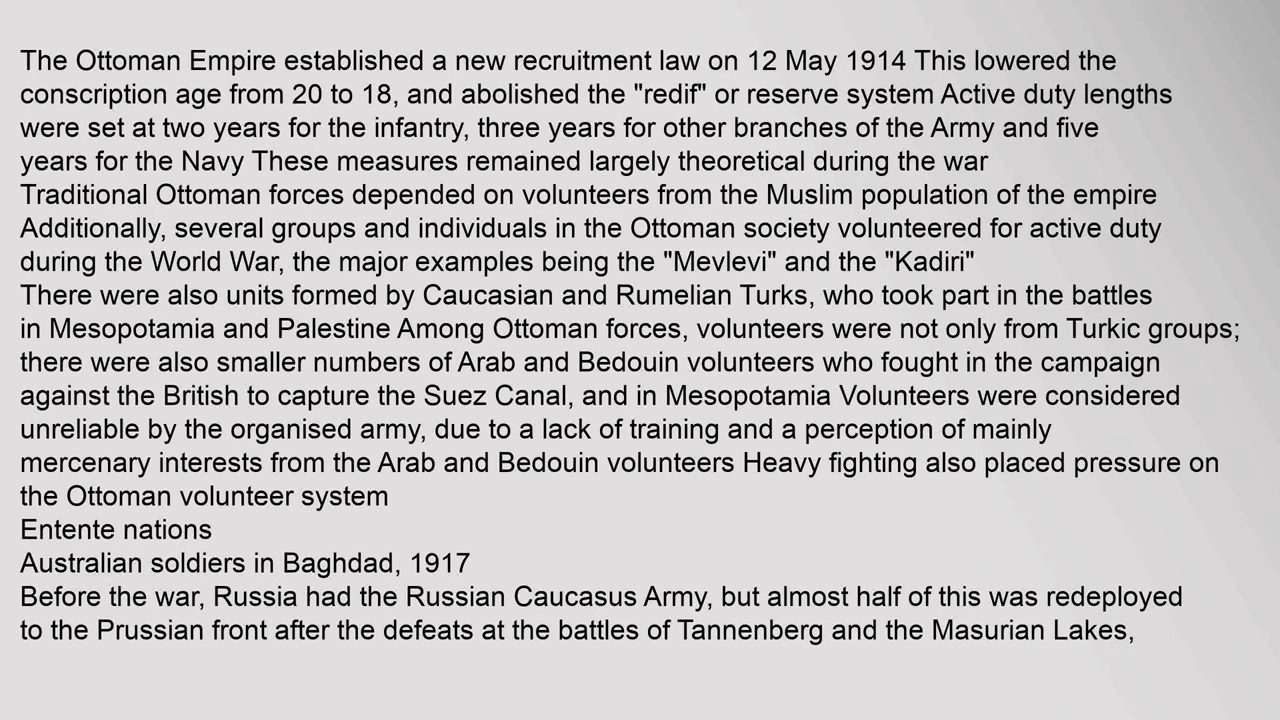 The Ottoman Empire established a new recruitment law on 12 May 1914 This lowered the
conscription age from 20 to 18, and abolished the "redif" or reserve system Active duty lengths
were set at two years for the infantry, three years for other branches of the Army and five
years for the Navy These measures remained largely theoretical during the war
Traditional Ottoman forces depended on volunteers from the Muslim population of the empire
Additionally, several groups and individuals in the Ottoman society volunteered for active duty
during the World War, the major examples being the "Mevlevi" and the "Kadiri"
There were also units formed by Caucasian and Rumelian Turks, who took part in the battles
in Mesopotamia and Palestine Among Ottoman forces, volunteers were not only from Turkic groups;
there were also smaller numbers of Arab and Bedouin volunteers who fought in the campaign
against the British to capture the Suez Canal, and in Mesopotamia Volunteers were considered
unreliable by the organised army, due to a lack of training and a perception of mainly
mercenary interests from the Arab and Bedouin volunteers Heavy fighting also placed pressure on
the Ottoman volunteer system
Entente nations
Australian soldiers in Baghdad, 1917
Before the war, Russia had the Russian Caucasus Army, but almost half of this was redeployed
to the Prussian front after the defeats at the battles of Tannenberg and the Masurian Lakes,